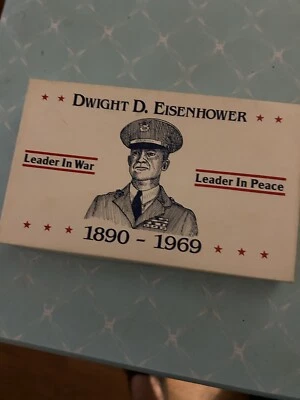 DWIGHT D. EISENHOWER
Leader In War
Leader In Peace
1890 - 1969